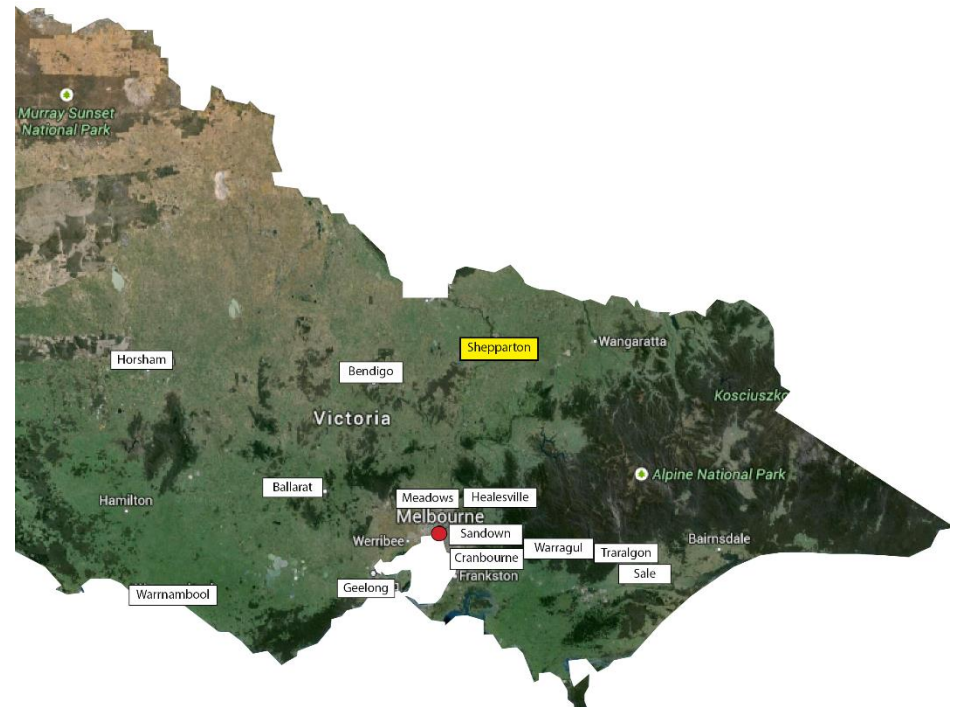 Murray Sunset
National Park
Shepparton
Wangaratta
Horsham
Bendigo
Kosciuszko
Victoria
Alpine National Park
Ballarat
Meadows
Healesville
Hamilton
Melbourne
Sandown
Werribee
Warragul
Bairnsdale
Cranbourne
Traralgon
Frankston
Sale
Geelong
Warrnambool